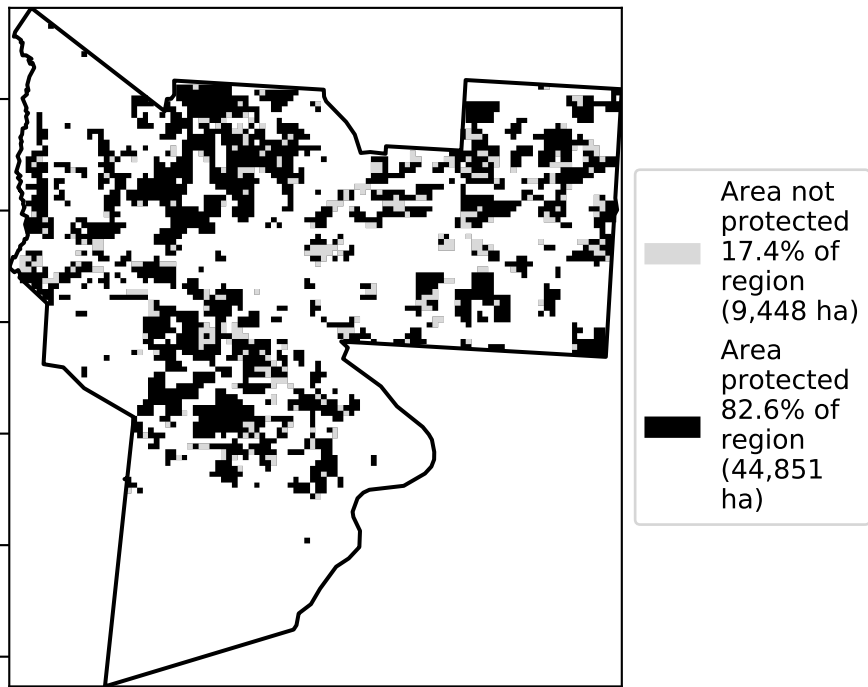 Area not
protected
17.4% of
region
(9,448 ha)
Area
protected
82.6% of
region
(44,851
ha)